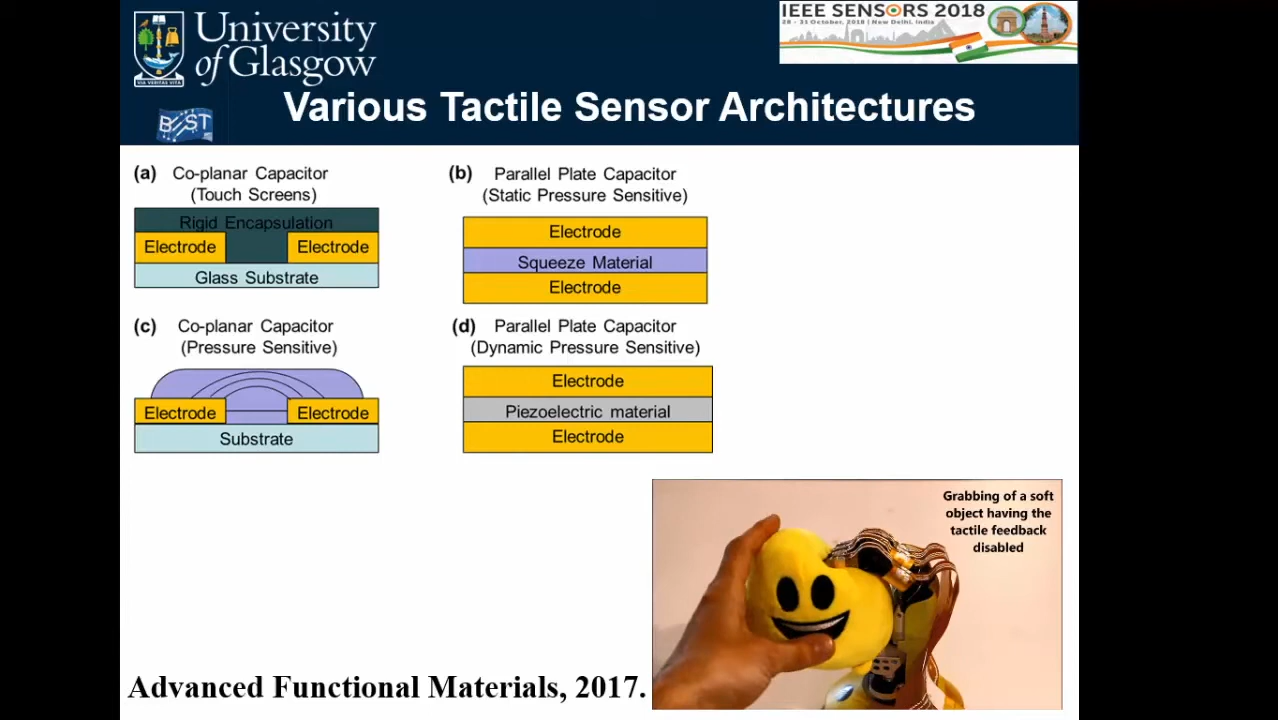 University
of Glasgow
VIA VERITAS VITA
IEEE SENSORS 2018
28 - 31 October, 2018 | New Delhi, India
BEST
Various Tactile Sensor Architectures
(a) Co-planar Capacitor
(Touch Screens)
Rigid Encapsulation
Electrode Electrode
Glass Substrate
(b) Parallel Plate Capacitor
(Static Pressure Sensitive)
Electrode
Squeeze Material
Electrode
(c) Co-planar Capacitor
(Pressure Sensitive)
Electrode Electrode
Substrate
(d) Parallel Plate Capacitor
(Dynamic Pressure Sensitive)
Electrode
Piezoelectric material
Electrode
Grabbing of a soft
object having the
tactile feedback
disabled
Advanced Functional Materials, 2017.